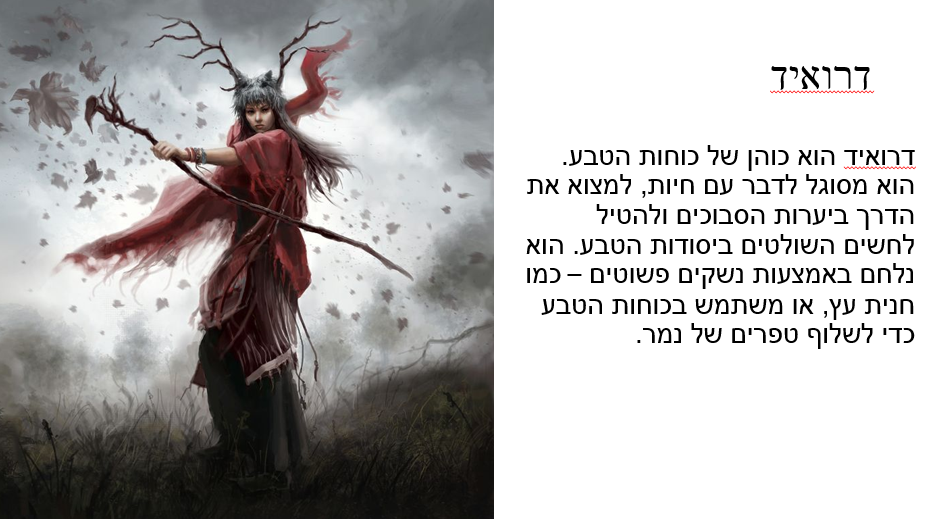 דרואיד
דרואיד הוא כוהן של כוחות הטבע.
הוא מסוגל לדבר עם חיות, למצוא את
הדרך ביערות הסבוכים ולהטיל
לחשים השולטים ביסודות הטבע. הוא
נלחם באמצעות נשקים פשוטים – כמו
חנית עץ, או משתמש בכוחות הטבע
כדי לשלוף טפרים של נמר.